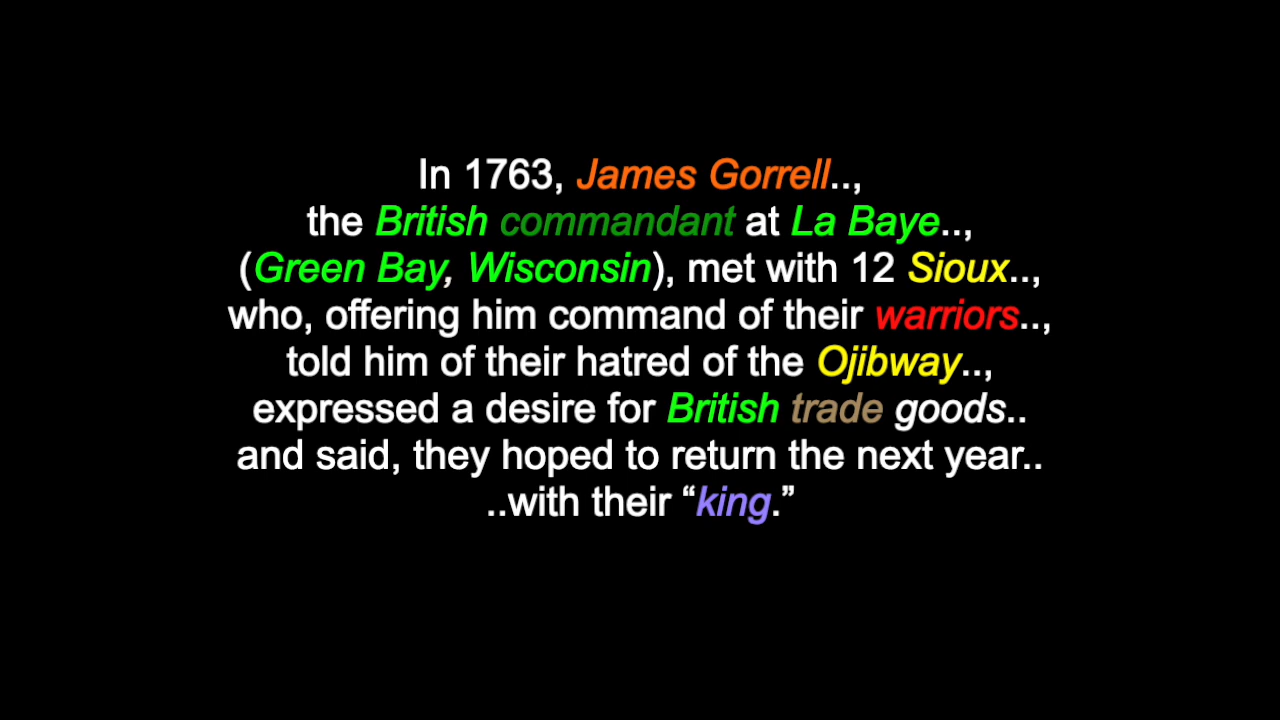 In 1763, James Gorrell..,
the British commandant at La Baye..,
(Green Bay, Wisconsin), met with 12 Sioux..,
who, offering him command of their warriors..,
told him of their hatred of the Ojibway..,
expressed a desire for British trade goods..
and said, they hoped to return the next year..
..with their “king.”